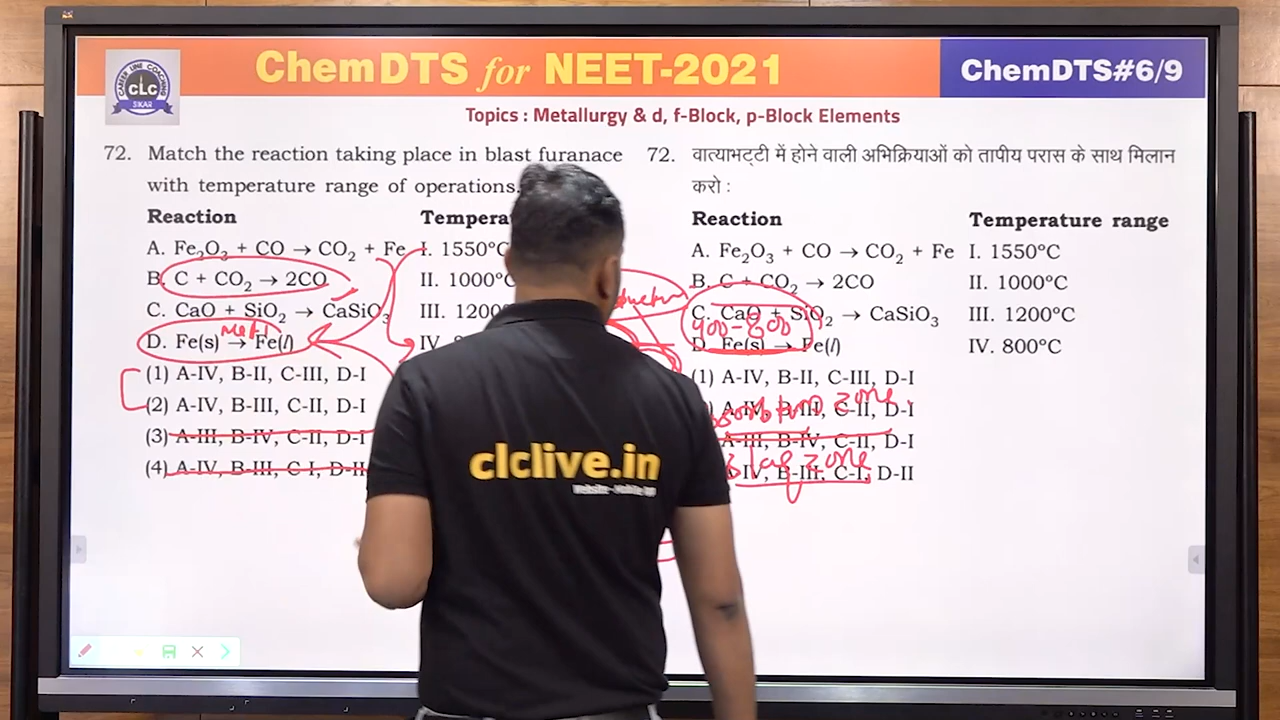 ChemDTS for NEET-2021
ChemDTS#6/9
CAREER LINE COACHING
CLC
SIKAR
Topics : Metallurgy & d, f-Block, p-Block Elements
72. Match the reaction taking place in blast furanace
with temperature range of operations.
Reaction
A. Fe₂O₃ + CO → CO₂ + Fe I. 1550°C
B. C + CO₂ → 2CO II. 1000°C
C. CaO + SiO₂ → CaSiO₃ III. 1200
D. Fe(s) → Fe(l) IV.
melt
(1) A-IV, B-II, C-III, D-I
(2) A-IV, B-III, C-II, D-I
(3) A-III, B-IV, C-II, D-I
(4) A-IV, B-III, C-I, D-II
72. वात्याभट्टी में होने वाली अभिक्रियाओं को तापीय परास के साथ मिलान
करो :
Reaction Temperature range
A. Fe₂O₃ + CO → CO₂ + Fe I. 1550°C
B. C + CO₂ → 2CO II. 1000°C
C. CaO + SiO₂ → CaSiO₃ III. 1200°C
400-800
D. Fe(s) → Fe(l) IV. 800°C
(1) A-IV, B-II, C-III, D-I
A-IV, B-III, C-II, D-I
zone
A-III, B-IV, C-II, D-I
slag zone
IV, B-III, C-I, D-II
clclive.in